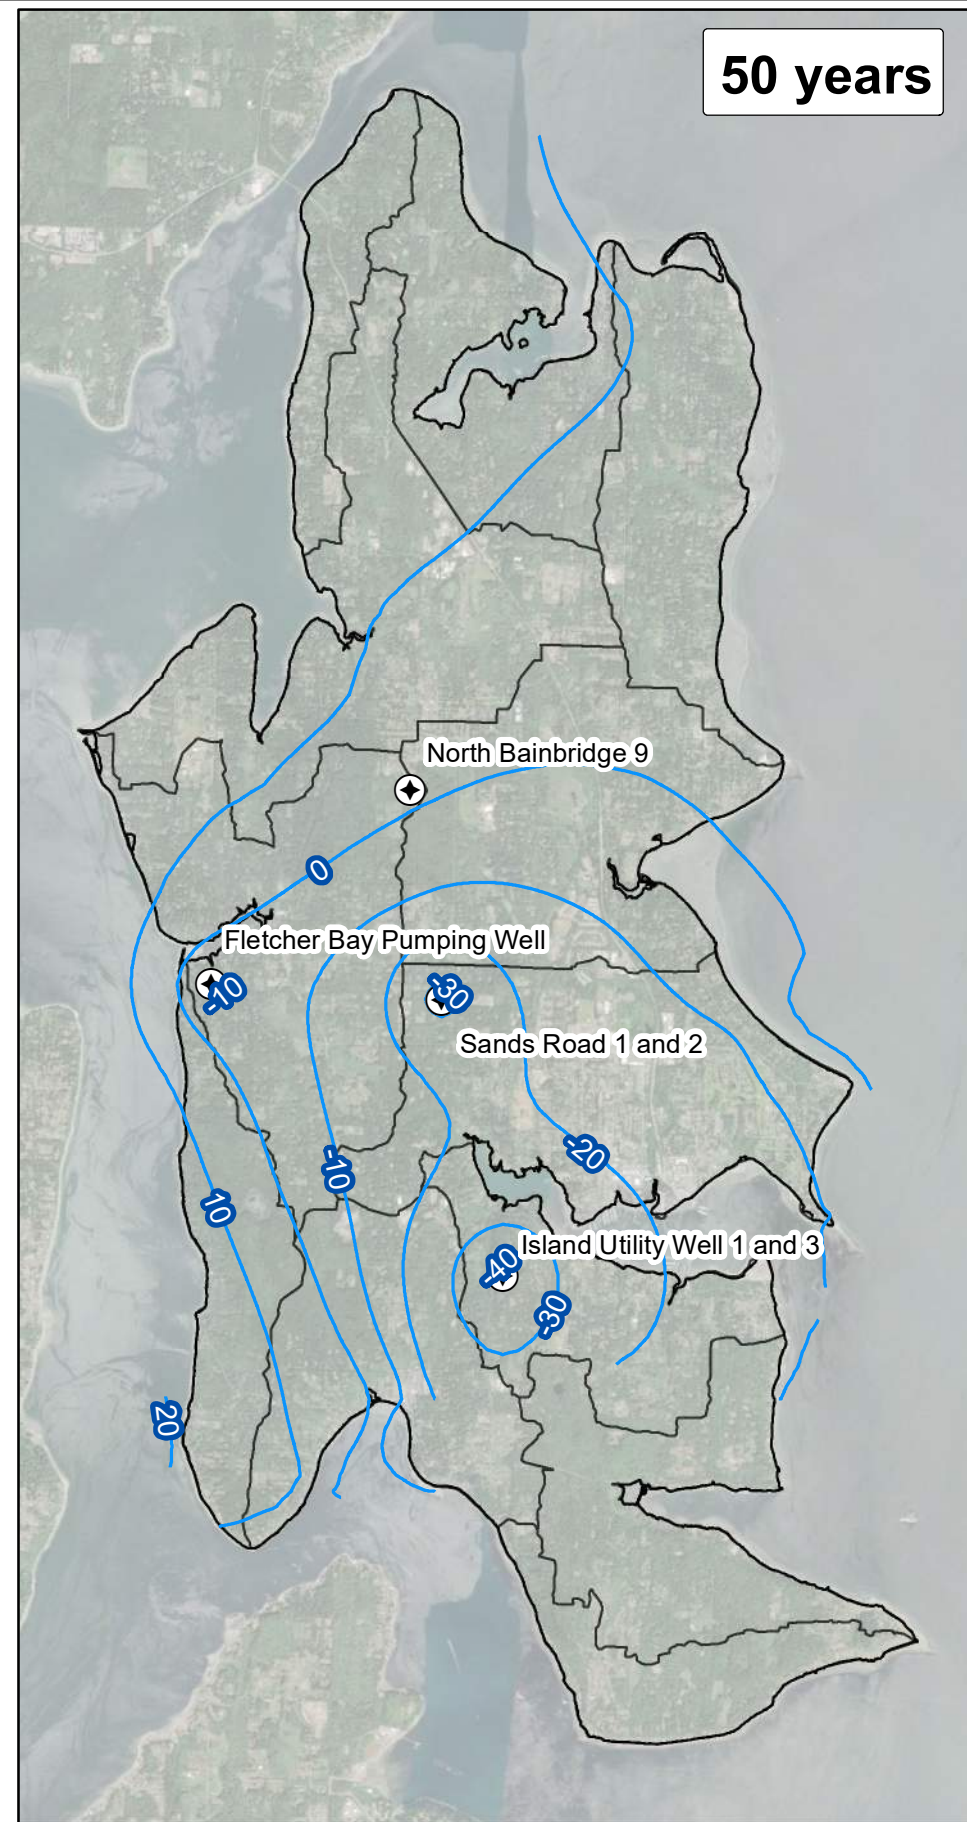 50 years
North Bainbridge 9
0
Fletcher Bay Pumping Well
-10
-30
Sands Road 1 and 2
-20
-10
10
Island Utility Well 1 and 3
-40
-30
20